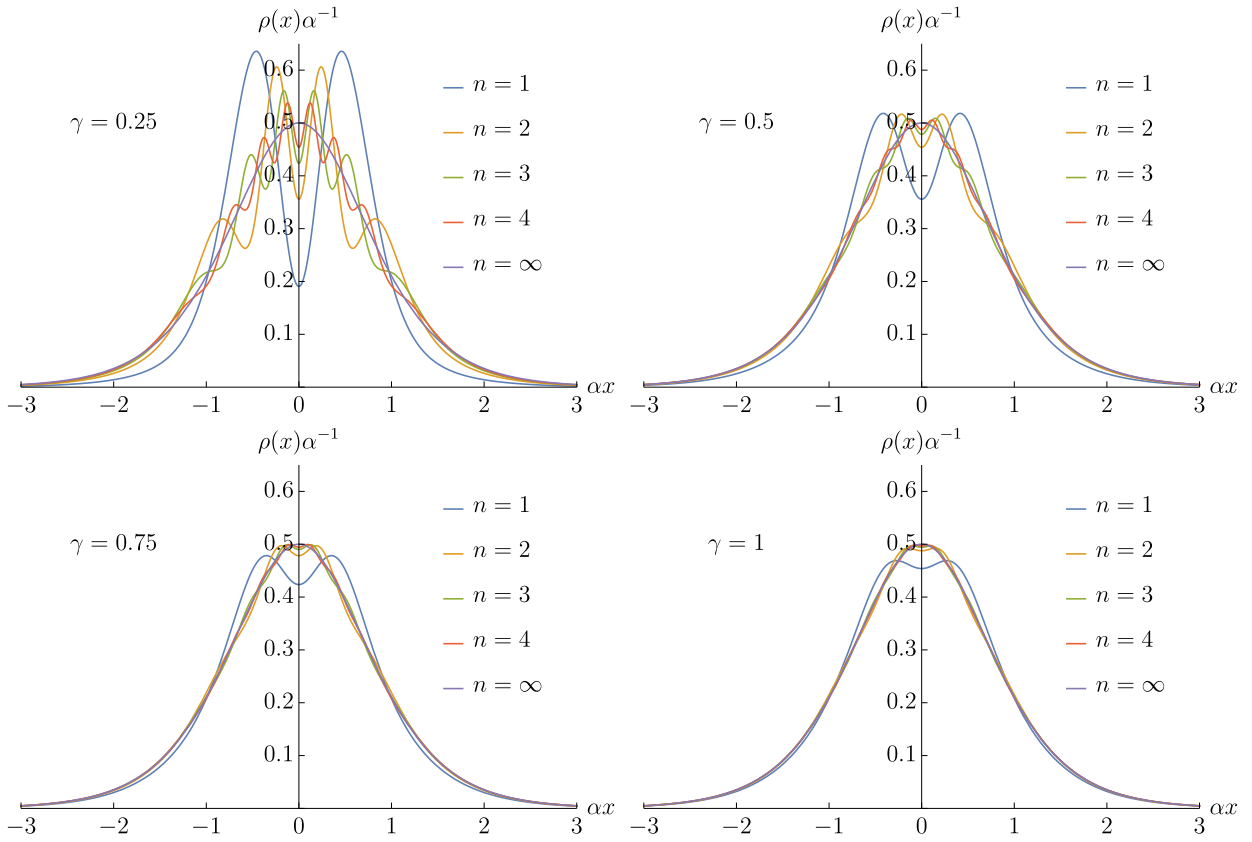 ρ(x)α⁻¹
0.6
0.5
0.4
0.3
0.2
0.1
γ = 0.25
n = 1
n = 2
n = 3
n = 4
n = ∞
−3 −2 −1 0 1 2 3 αx
ρ(x)α⁻¹
0.6
0.5
0.4
0.3
0.2
0.1
γ = 0.5
n = 1
n = 2
n = 3
n = 4
n = ∞
−3 −2 −1 0 1 2 3 αx
ρ(x)α⁻¹
0.6
0.5
0.4
0.3
0.2
0.1
γ = 0.75
n = 1
n = 2
n = 3
n = 4
n = ∞
−3 −2 −1 0 1 2 3 αx
ρ(x)α⁻¹
0.6
0.5
0.4
0.3
0.2
0.1
γ = 1
n = 1
n = 2
n = 3
n = 4
n = ∞
−3 −2 −1 0 1 2 3 αx